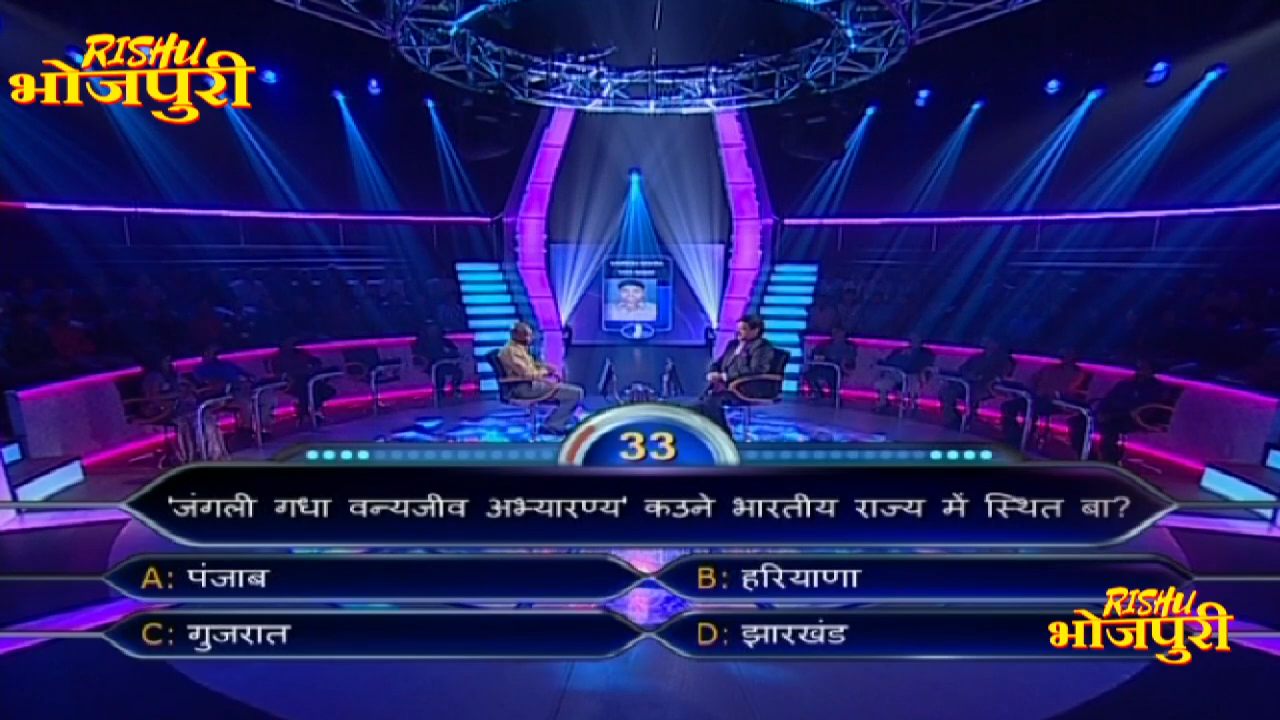 RISHU
भोजपुरी
33
'जंगली गधा वन्यजीव अभ्यारण्य' कउने भारतीय राज्य में स्थित बा?
A: पंजाब
B: हरियाणा
C: गुजरात
D: झारखंड
RISHU
भोजपुरी